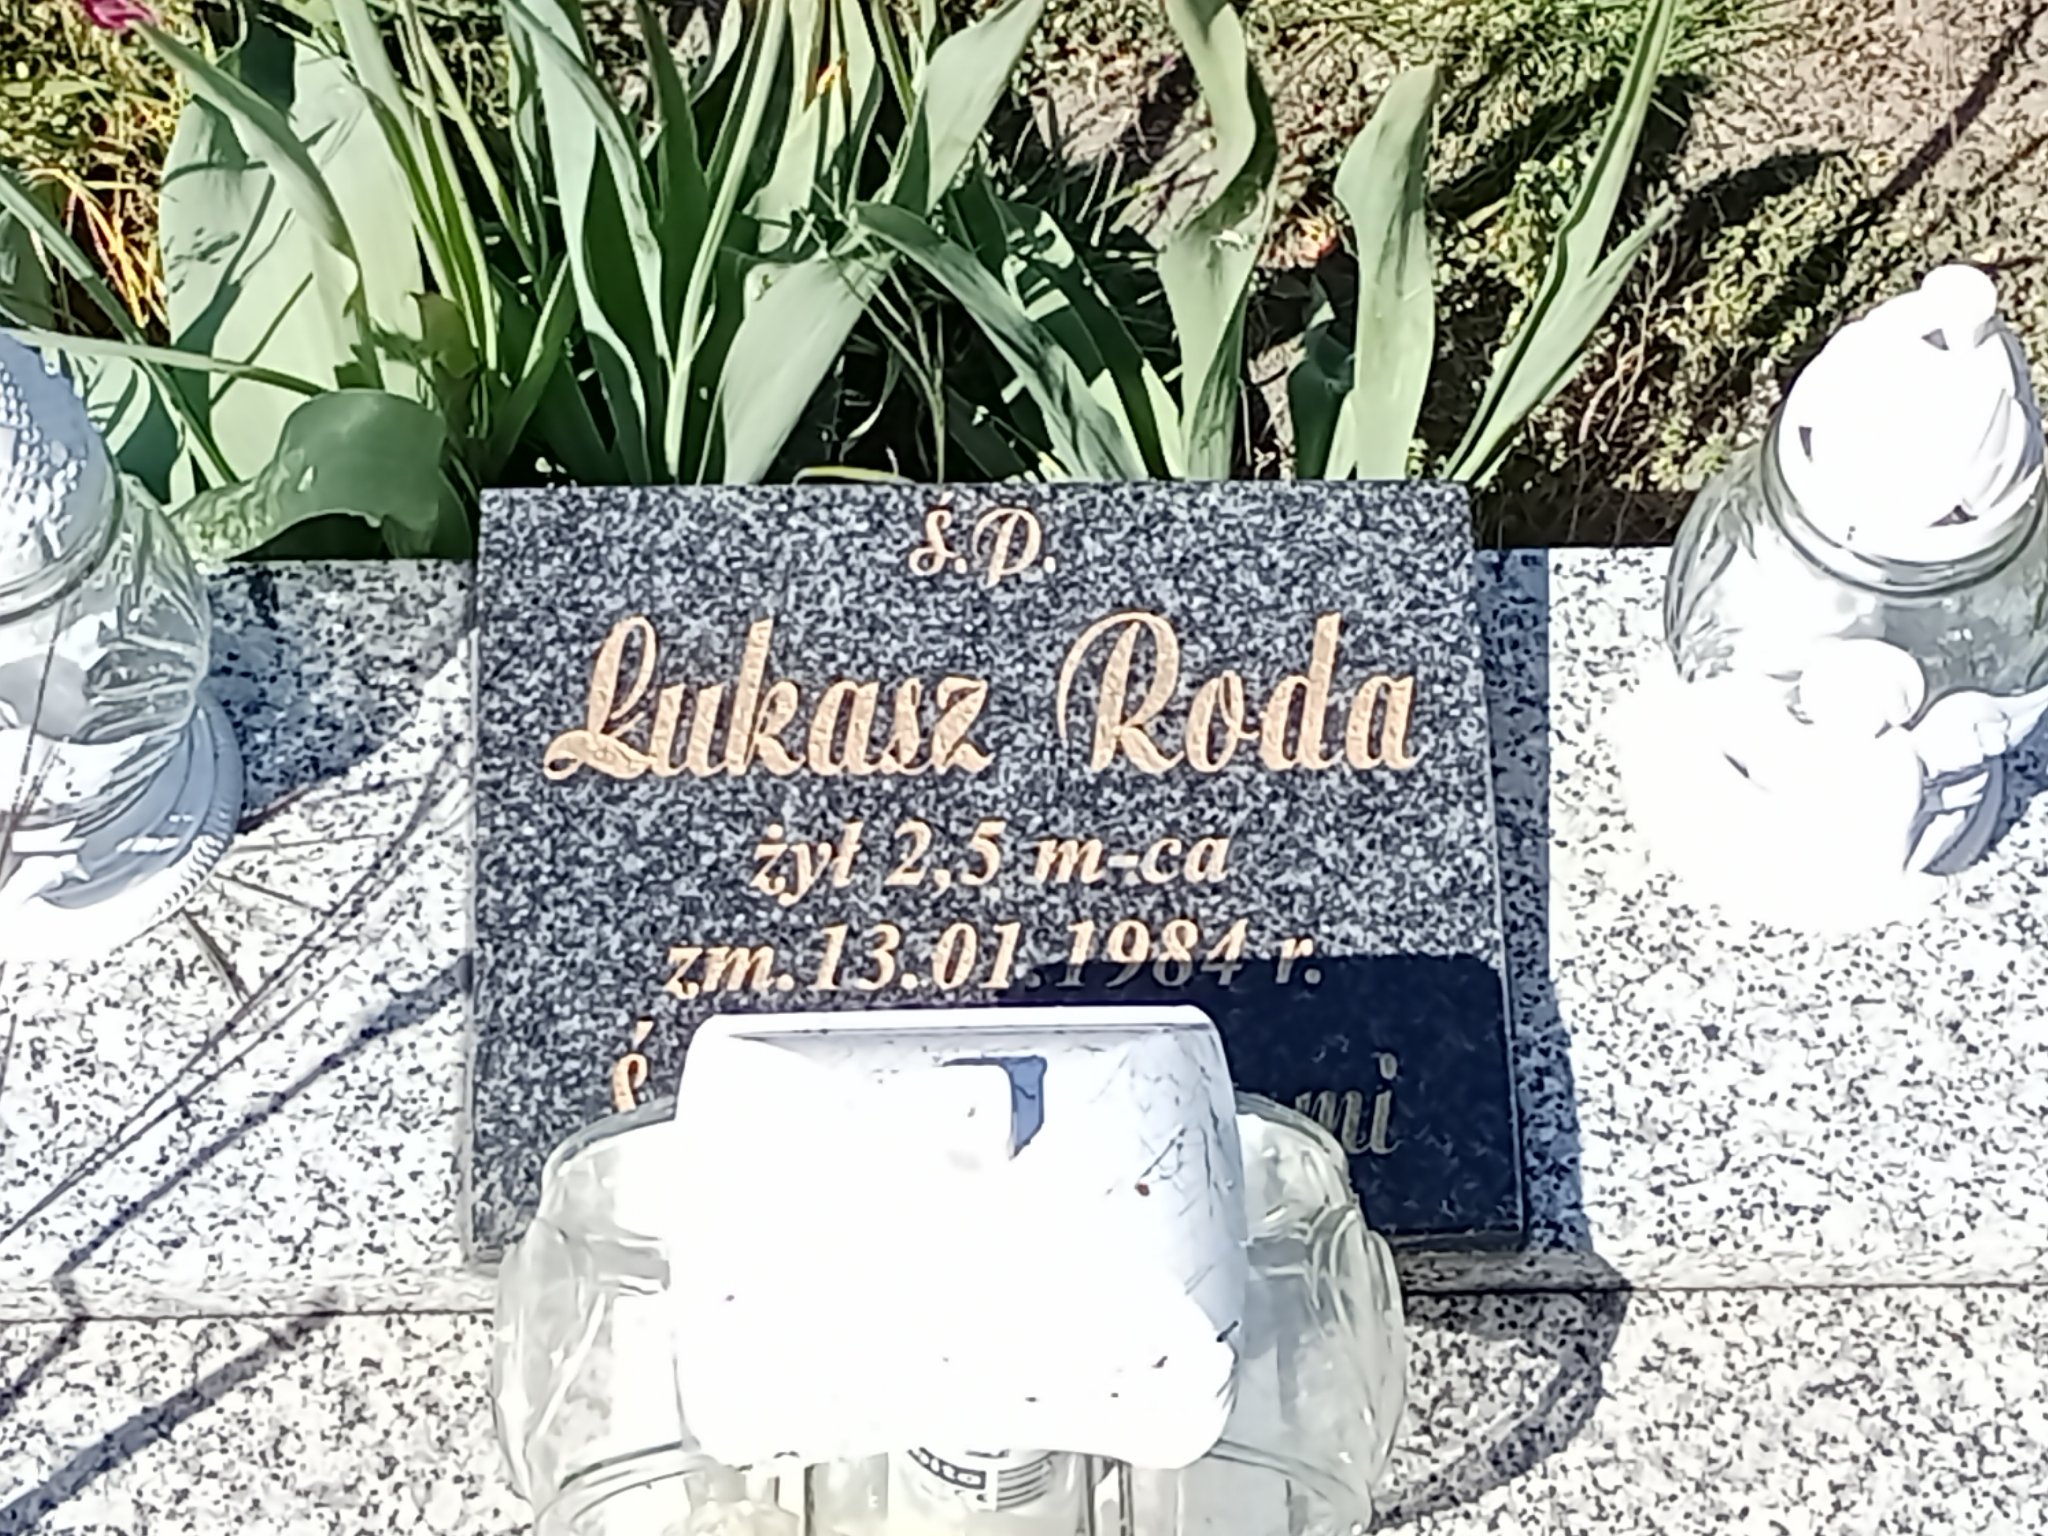 Ś.P.
Łukasz Roda
żył 2,5 m-ca
zm. 13.01.1984 r.